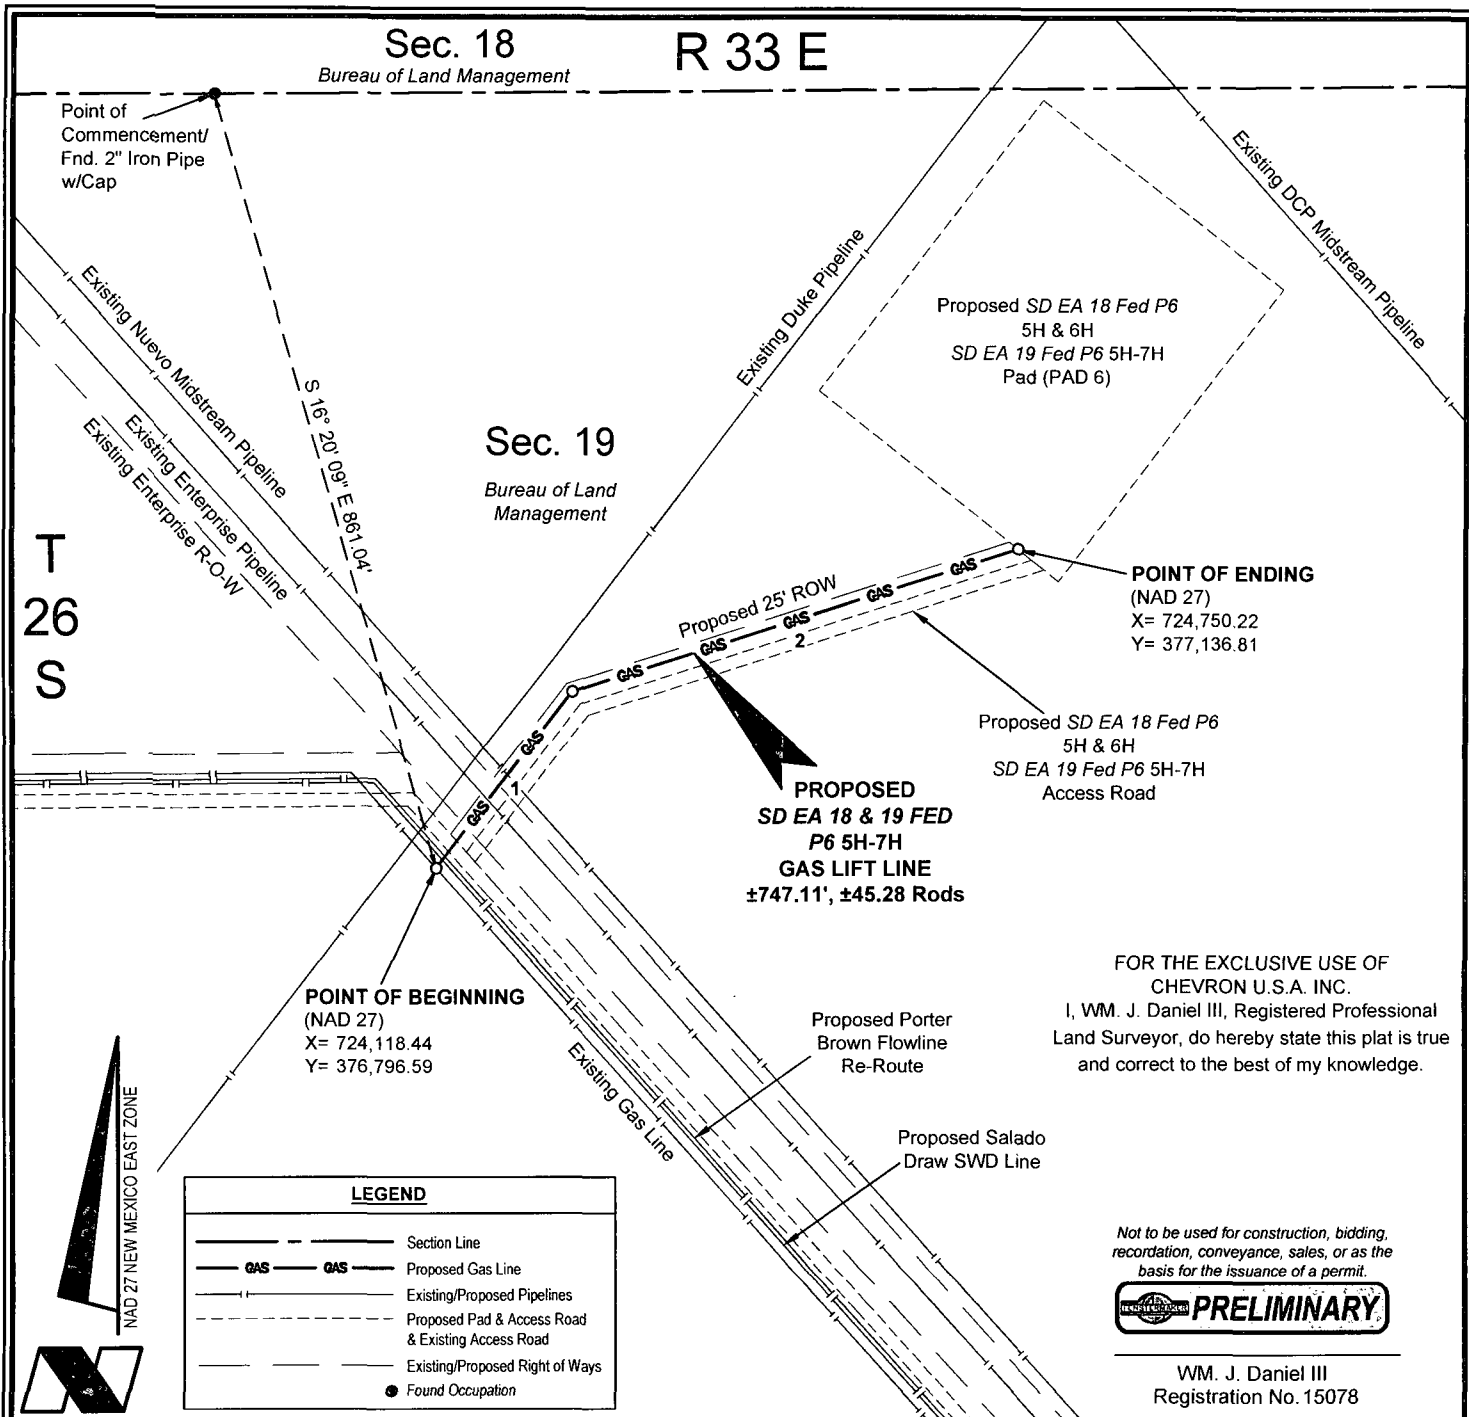 Sec. 18
Bureau of Land Management
R 33 E
Point of
Commencement/
Fnd. 2" Iron Pipe
w/Cap
Existing DCP Midstream Pipeline
Existing Duke Pipeline
Proposed SD EA 18 Fed P6
5H & 6H
SD EA 19 Fed P6 5H-7H
Pad (PAD 6)
Existing Nuevo Midstream Pipeline
Existing Enterprise Pipeline
Existing Enterprise R-O-W
S 16° 20' 09" E 861.04'
Sec. 19
Bureau of Land
Management
T
26
S
Proposed 25' ROW
GAS
GAS
GAS
GAS
GAS
2
POINT OF ENDING
(NAD 27)
X= 724,750.22
Y= 377,136.81
GAS
GAS
1
Proposed SD EA 18 Fed P6
5H & 6H
SD EA 19 Fed P6 5H-7H
Access Road
PROPOSED
SD EA 18 & 19 FED
P6 5H-7H
GAS LIFT LINE
±747.11', ±45.28 Rods
POINT OF BEGINNING
(NAD 27)
X= 724,118.44
Y= 376,796.59
FOR THE EXCLUSIVE USE OF
CHEVRON U.S.A. INC.
I, WM. J. Daniel III, Registered Professional
Land Surveyor, do hereby state this plat is true
and correct to the best of my knowledge.
Proposed Porter
Brown Flowline
Re-Route
Existing Gas Line
Proposed Salado
Draw SWD Line
NAD 27 NEW MEXICO EAST ZONE
LEGEND
Section Line
GAS GAS Proposed Gas Line
Existing/Proposed Pipelines
Proposed Pad & Access Road
& Existing Access Road
Existing/Proposed Right of Ways
Found Occupation
Not to be used for construction, bidding,
recordation, conveyance, sales, or as the
basis for the issuance of a permit.
FENSTERMAKER PRELIMINARY
WM. J. Daniel III
Registration No. 15078